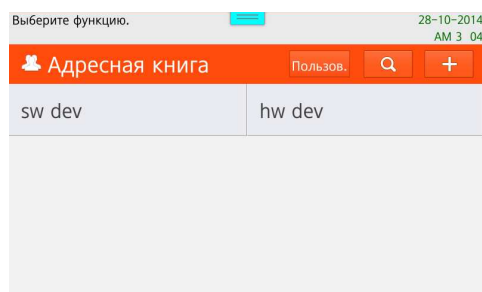 Выберите функцию.
28-10-2014
AM 3 04
Адресная книга
Пользов.
+
sw dev
hw dev